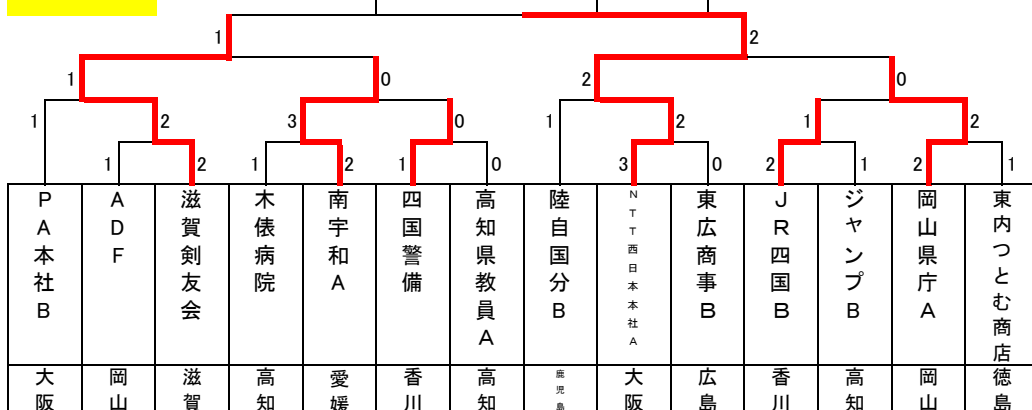 1
2
1
0
2
0
1
2
3
0
1
2
1
2
1
2
1
2
1
0
3
0
2
1
2
1
ＰＡ本社Ｂ
ＡＤＦ
滋賀剣友会
木俵病院
南宇和Ａ
四国警備
高知県教員Ａ
陸自国分Ｂ
ＮＴＴ西日本本社Ａ
東広商事Ｂ
ＪＲ四国Ｂ
ジャンプＢ
岡山県庁Ａ
東内つとむ商店
大阪
岡山
滋賀
高知
愛媛
香川
高知
鹿児島
大阪
広島
香川
高知
岡山
徳島